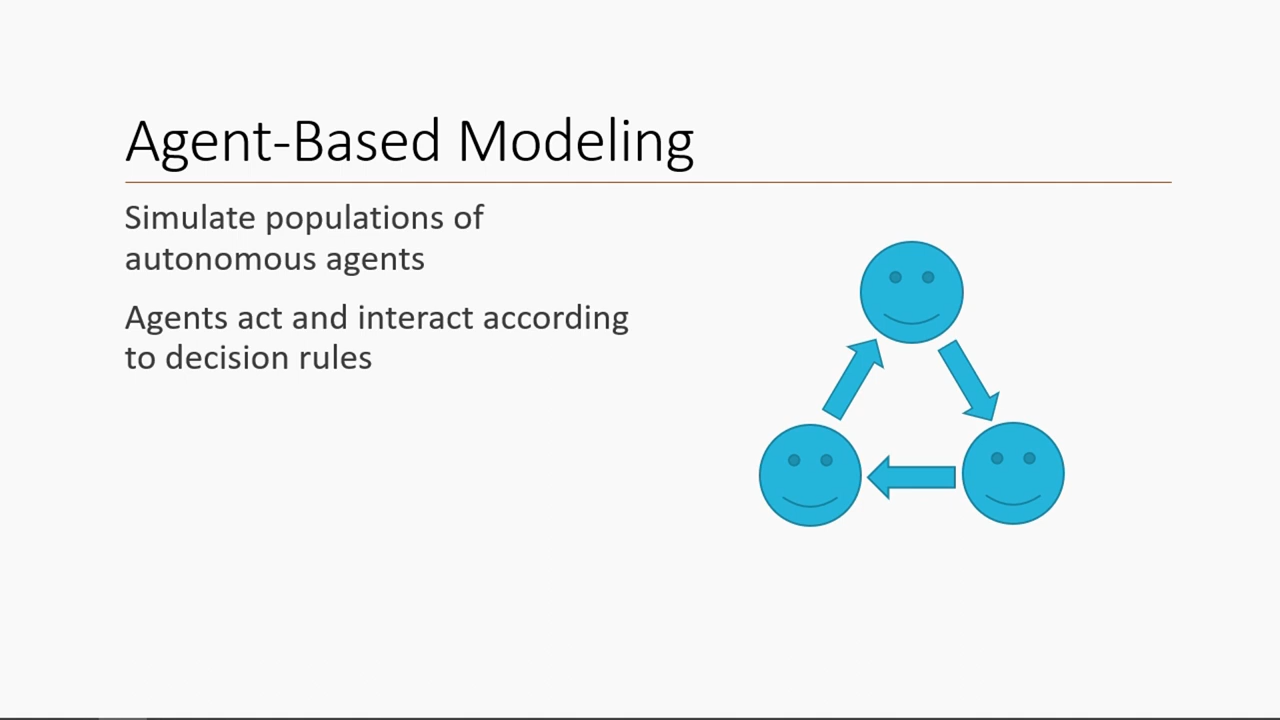 Agent-Based Modeling
Simulate populations of
autonomous agents
Agents act and interact according
to decision rules